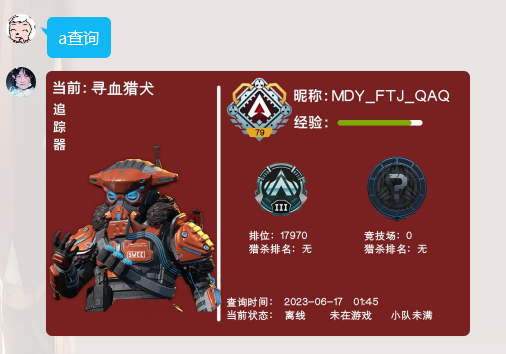 a查询
当前:寻血猎犬
追
踪
器
昵称:MDY_FTJ_QAQ
经验:
79
III
排位: 17970
猎杀排名: 无
竞技场: 0
猎杀排名: 无
SWCC
查询时间: 2023-06-17 01:45
当前状态: 离线 未在游戏 小队未满